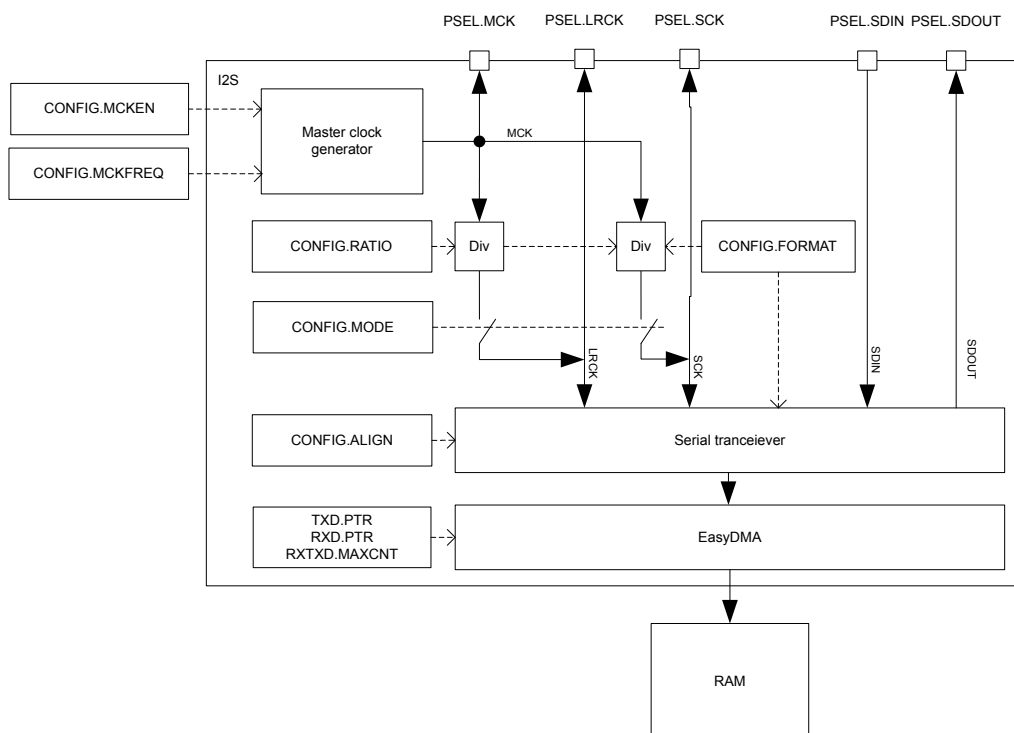 PSEL.MCK
PSEL.LRCK
PSEL.SCK
PSEL.SDIN
PSEL.SDOUT
I2S
CONFIG.MCKEN
Master clock
generator
MCK
CONFIG.MCKFREQ
CONFIG.RATIO
Div
Div
CONFIG.FORMAT
CONFIG.MODE
LRCK
SCK
SDIN
SDOUT
CONFIG.ALIGN
Serial tranceiever
TXD.PTR
RXD.PTR
RXTXD.MAXCNT
EasyDMA
RAM